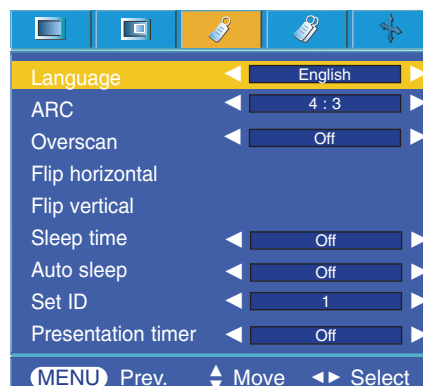 Language English
ARC 4 : 3
Overscan Off
Flip horizontal
Flip vertical
Sleep time Off
Auto sleep Off
Set ID 1
Presentation timer Off
MENU Prev. Move Select